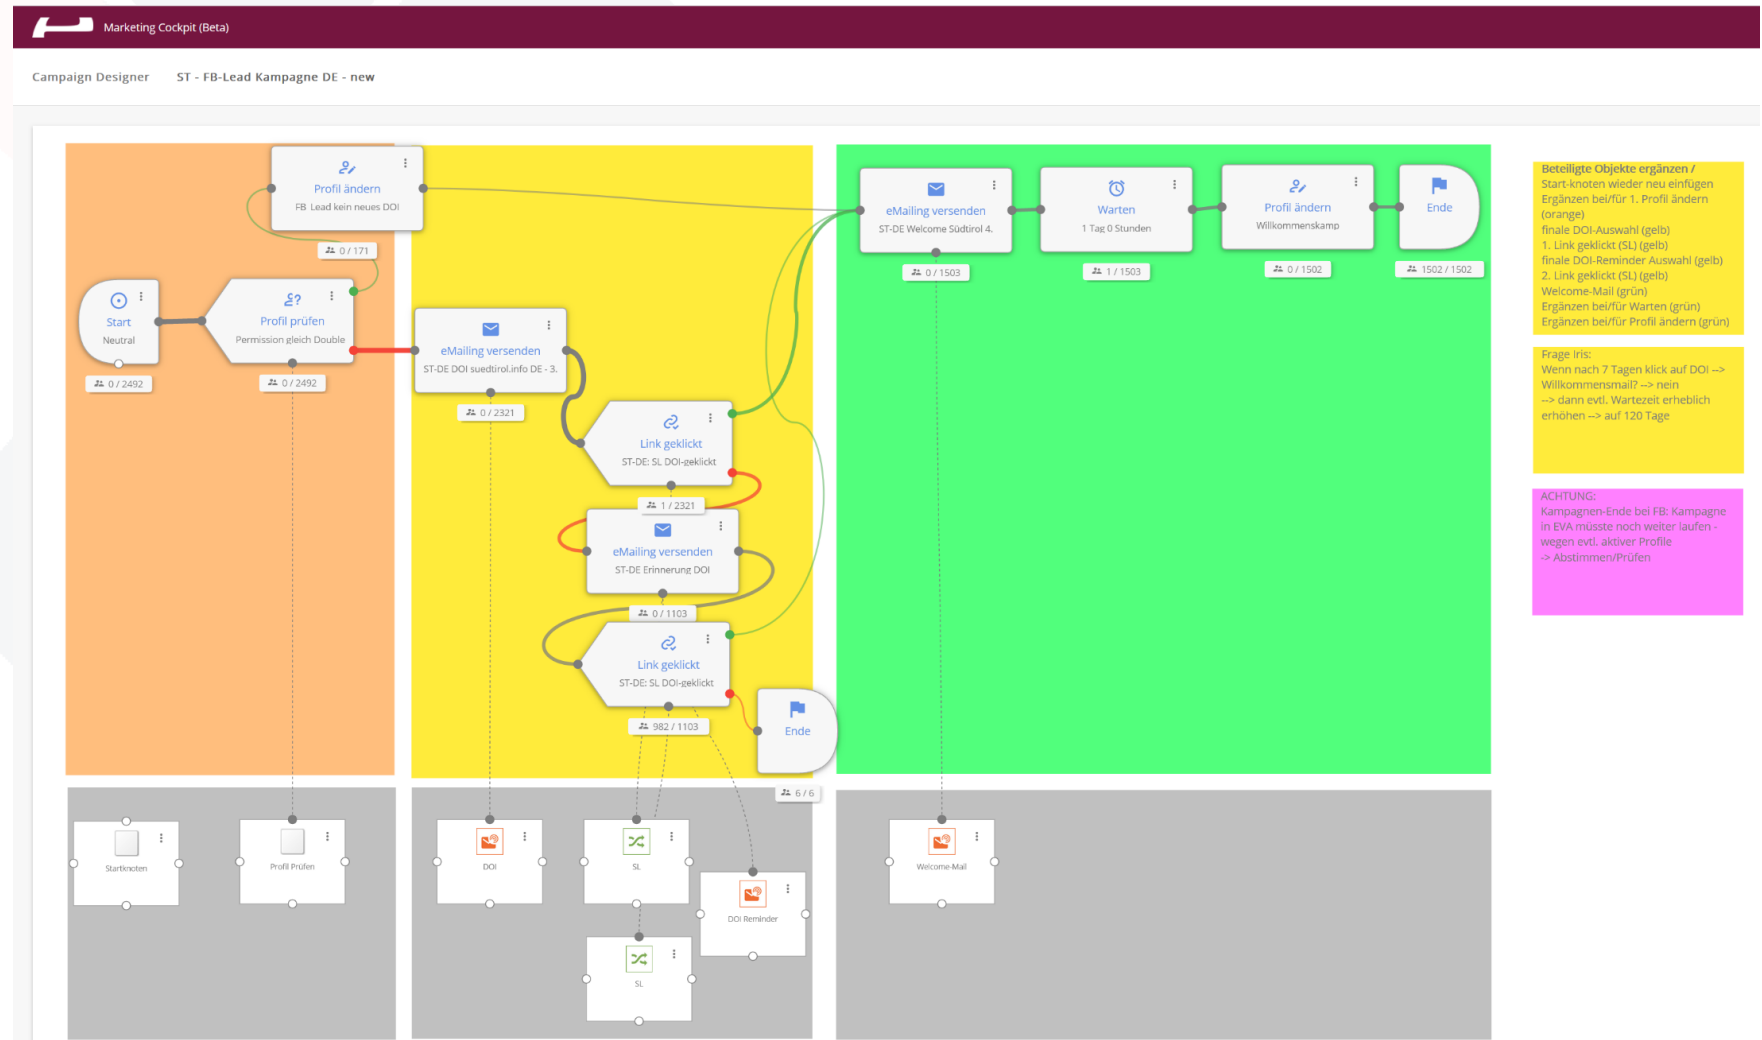 Marketing Cockpit (Beta)
Campaign Designer
ST - FB-Lead Kampagne DE - new
Profil ändern
FB Lead kein neues DOI
0 / 171
Start
Neutral
0 / 2492
Profil prüfen
Permission gleich Double
0 / 2492
eMailing versenden
ST-DE DOI suedtirol.info DE - 3.
0 / 2321
Link geklickt
ST-DE: SL DOI-geklickt
1 / 2321
eMailing versenden
ST-DE Erinnerung DOI
0 / 1103
Link geklickt
ST-DE: SL DOI-geklickt
982 / 1103
Ende
6 / 6
eMailing versenden
ST-DE Welcome Südtirol 4.
0 / 1503
Warten
1 Tag 0 Stunden
1 / 1503
Profil ändern
Willkommenskamp
0 / 1502
Ende
1502 / 1502
Beteiligte Objekte ergänzen /
Start-knoten wieder neu einfügen
Ergänzen bei/für 1. Profil ändern
(orange)
finale DOI-Auswahl (gelb)
1. Link geklickt (SL) (gelb)
finale DOI-Reminder Auswahl (gelb)
2. Link geklickt (SL) (gelb)
Welcome-Mail (grün)
Ergänzen bei/für Warten (grün)
Ergänzen bei/für Profil ändern (grün)
Frage Iris:
Wenn nach 7 Tagen klick auf DOI -->
Willkommensmail? --> nein
--> dann evtl. Wartezeit erheblich
erhöhen --> auf 120 Tage
ACHTUNG:
Kampagnen-Ende bei FB: Kampagne
in EVA müsste noch weiter laufen -
wegen evtl. aktiver Profile
-> Abstimmen/Prüfen
Startknoten
Profil Prüfen
DOI
SL
DOI Reminder
SL
Welcome-Mail